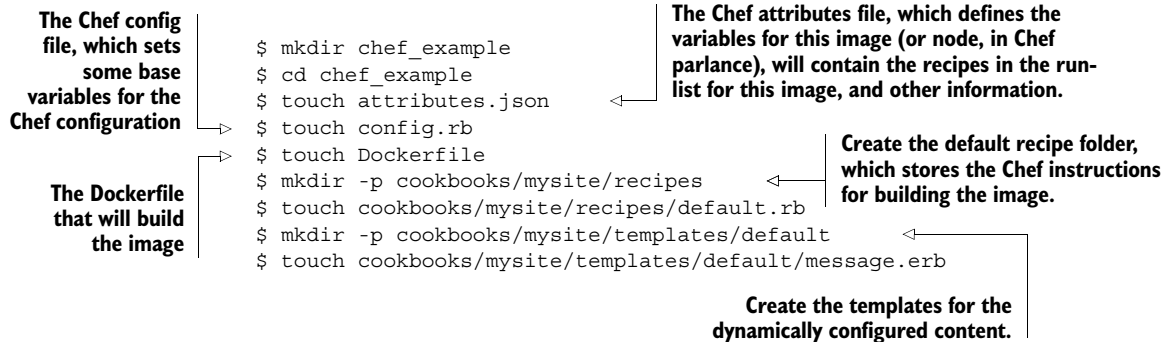 The Chef config
file, which sets
some base
variables for the
Chef configuration
The Dockerfile
that will build
the image
$ mkdir chef_example
$ cd chef_example
$ touch attributes.json
$ touch config.rb
$ touch Dockerfile
$ mkdir -p cookbooks/mysite/recipes
$ touch cookbooks/mysite/recipes/default.rb
$ mkdir -p cookbooks/mysite/templates/default
$ touch cookbooks/mysite/templates/default/message.erb
The Chef attributes file, which defines the
variables for this image (or node, in Chef
parlance), will contain the recipes in the run-
list for this image, and other information.
Create the default recipe folder,
which stores the Chef instructions
for building the image.
Create the templates for the
dynamically configured content.